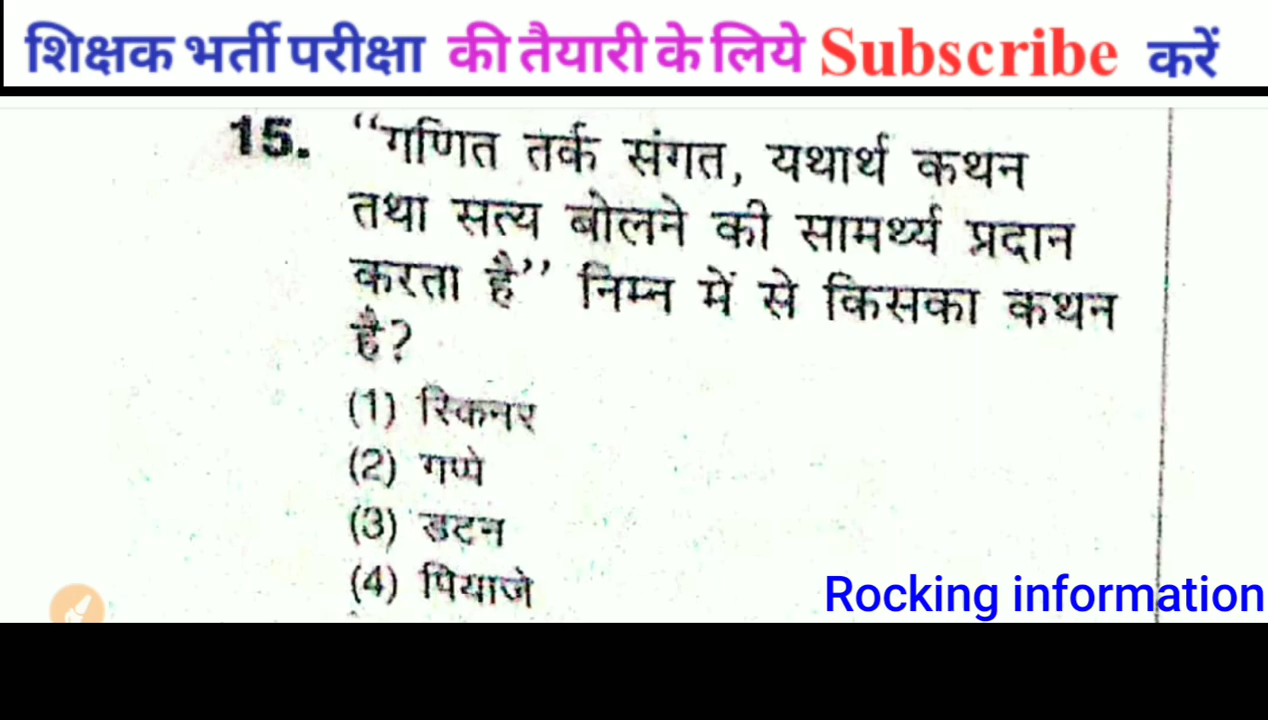 शिक्षक भर्ती परीक्षा की तैयारी के लिये Subscribe करें
15. “गणित तर्क संगत, यथार्थ कथन
तथा सत्य बोलने की सामर्थ्य प्रदान
करता है’’ निम्न में से किसका कथन
है?
(1) स्किनर
(2) गप्पे
(3) डटन
(4) पियाजे
Rocking information